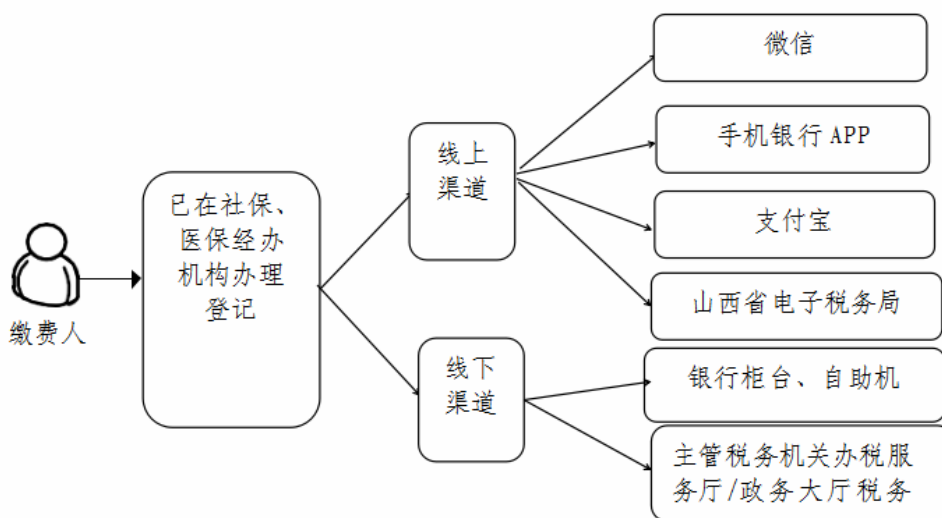 缴费人
已在社保、
医保经办
机构办理
登记
线上
渠道
微信
手机银行 APP
支付宝
山西省电子税务局
线下
渠道
银行柜台、自助机
主管税务机关办税服
务厅/政务大厅税务